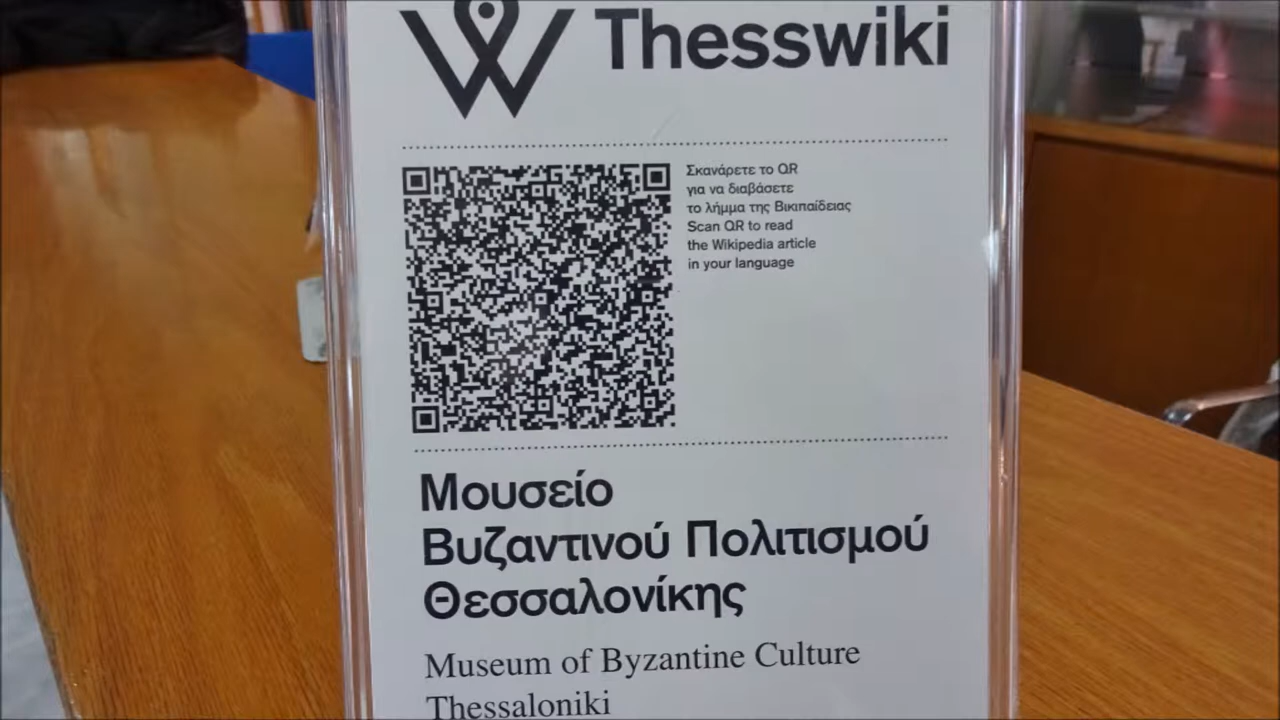 Thesswiki
Σκανάρετε το QR
για να διαβάσετε
το λήμμα της Βικιπαίδειας
Scan QR to read
the Wikipedia article
in your language
Μουσείο
Βυζαντινού Πολιτισμού
Θεσσαλονίκης
Museum of Byzantine Culture
Thessaloniki